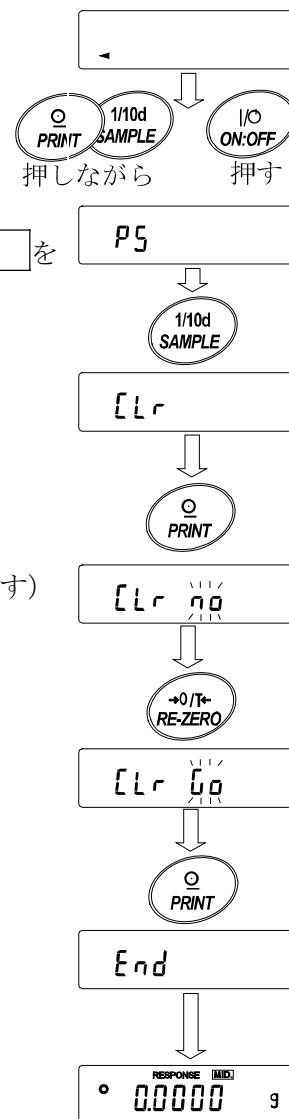 PRINT
1/10d
SAMPLE
I/⏻
ON:OFF
押しながら 押す
を
PS
1/10d
SAMPLE
CLr
PRINT
す)
CLr no
→0/T←
RE-ZERO
CLr Go
PRINT
End
RESPONSE MID.
0.0000 g